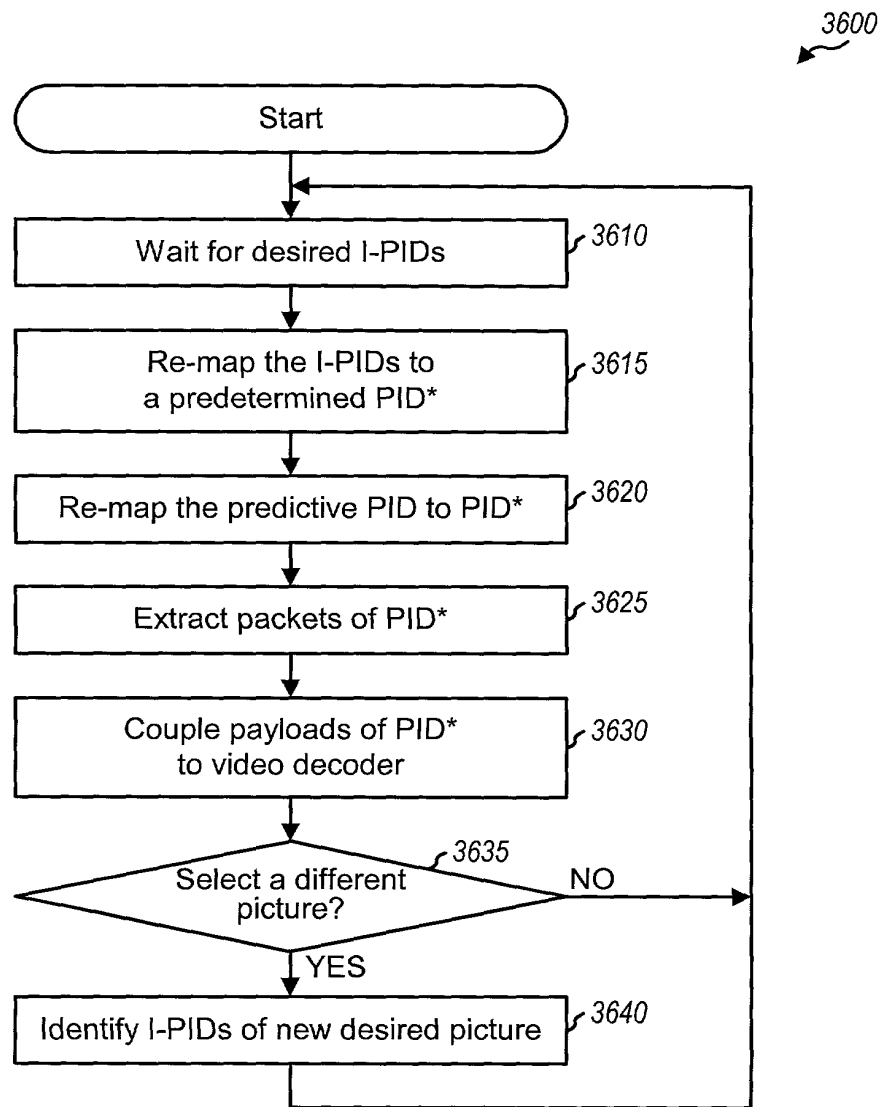 3600
Start
Wait for desired I-PIDs
3610
Re-map the I-PIDs to
a predetermined PID*
3615
Re-map the predictive PID to PID*
3620
Extract packets of PID*
3625
Couple payloads of PID*
to video decoder
3630
3635
Select a different
picture?
NO
YES
Identify I-PIDs of new desired picture
3640